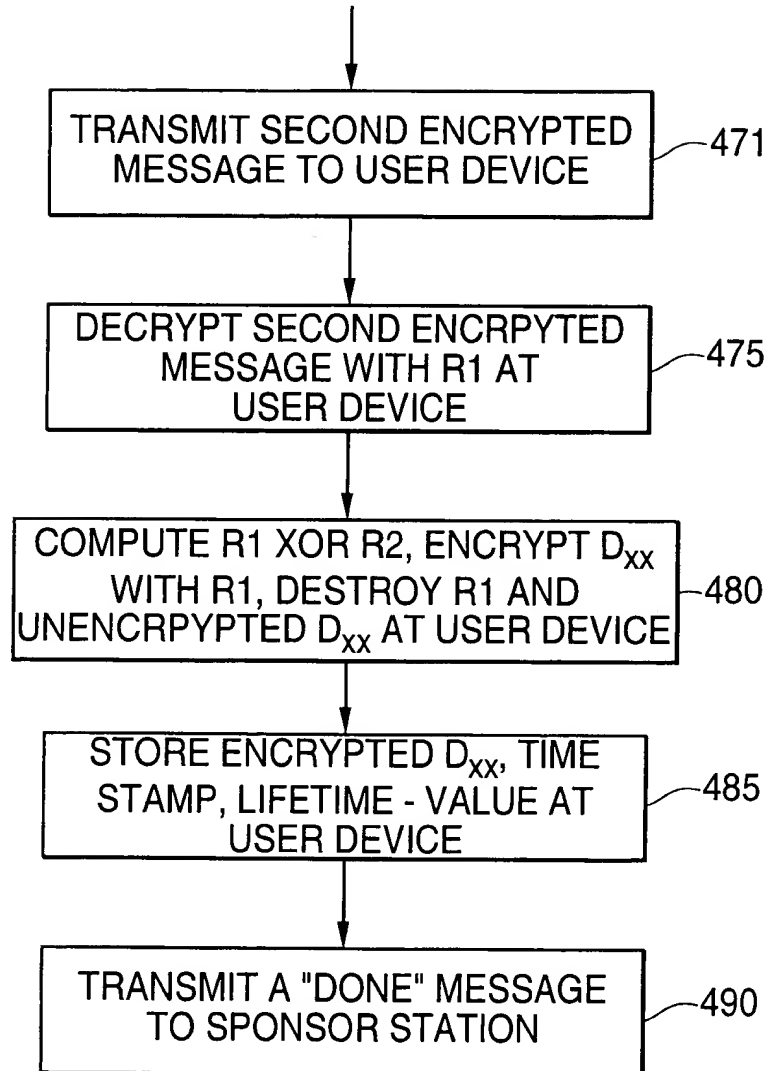 TRANSMIT SECOND ENCRYPTED
MESSAGE TO USER DEVICE
471
DECRYPT SECOND ENCRPYTED
MESSAGE WITH R1 AT
USER DEVICE
475
COMPUTE R1 XOR R2, ENCRYPT DXX
WITH R1, DESTROY R1 AND
UNENCRPYPTED DXX AT USER DEVICE
480
STORE ENCRYPTED DXX, TIME
STAMP, LIFETIME - VALUE AT
USER DEVICE
485
TRANSMIT A "DONE" MESSAGE
TO SPONSOR STATION
490